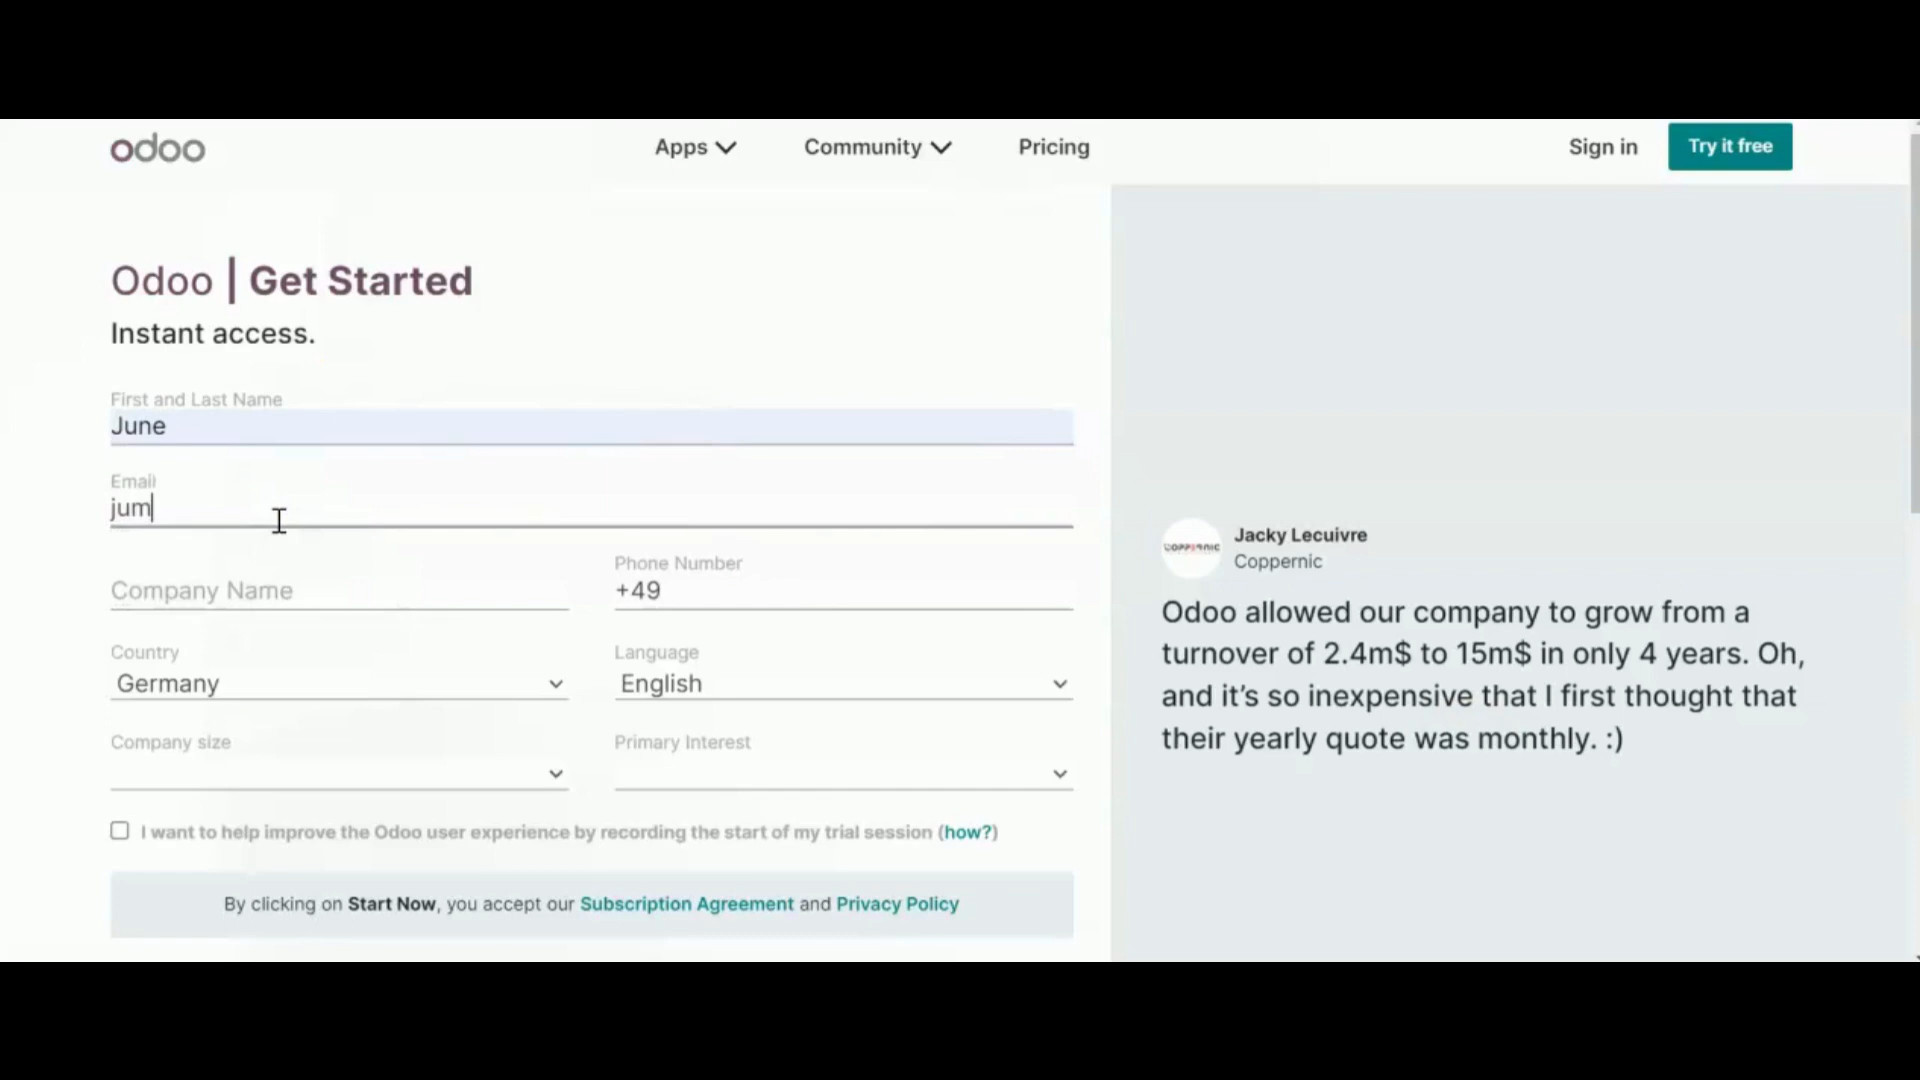 odoo
Apps
Community
Pricing
Sign in
Try it free
Odoo | Get Started
Instant access.
First and Last Name
June
Email
jum
Company Name
Phone Number
+49
Country
Germany
Language
English
Company size
Primary Interest
I want to help improve the Odoo user experience by recording the start of my trial session (how?)
By clicking on Start Now, you accept our Subscription Agreement and Privacy Policy
COPPERNIC
Jacky Lecuivre
Coppernic
Odoo allowed our company to grow from a
turnover of 2.4m$ to 15m$ in only 4 years. Oh,
and it's so inexpensive that I first thought that
their yearly quote was monthly. :)